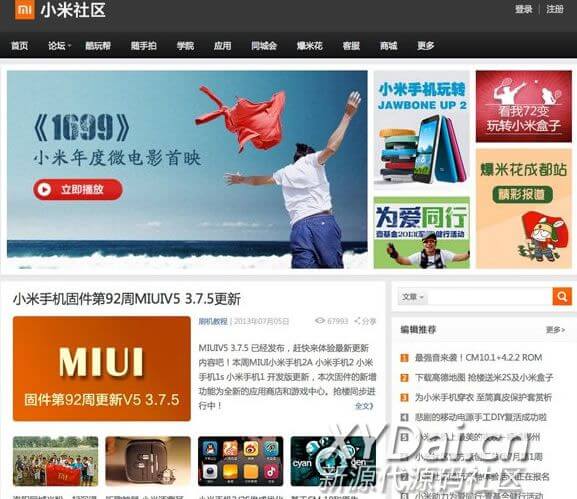 小米社区
登录 | 注册
首页 论坛 酷玩帮 随手拍 学院 应用 同城会 爆米花 客服 商城 更多
《1699》
小米年度微电影首映
立即播放
小米手机玩转
JAWBONE UP 2
看我72变
玩转小米盒子
为爱同行
壹基金2013 健行活动
爆米花成都站
精彩报道
小米手机固件第92周MIUIV5 3.7.5更新
刷机教程 | 2013年07月05日 67993 分享
MIUI
固件第92周更新V5 3.7.5
MIUIV5 3.7.5 已经发布，赶快来体验最新更新
内容吧！本周MIUI小米手机2A 小米手机2 小米
手机1s 小米手机1 开发版更新，本次固件的新增
功能为全新的应用商店和游戏中心。抢楼同步进
行中！ 全文》
文章
编辑推荐 更多>
1 最强音来袭！CM10.1+4.2.2 ROM
2 下载高德地图 抢楼送米2S及小米盒子
3 为小米手机穿衣 至简真皮保护套赏析
4 悲剧的移动电源手工DIY复活成功啦
5 小米
6 小米
cyan
XYDai.cn
新源代源码社区